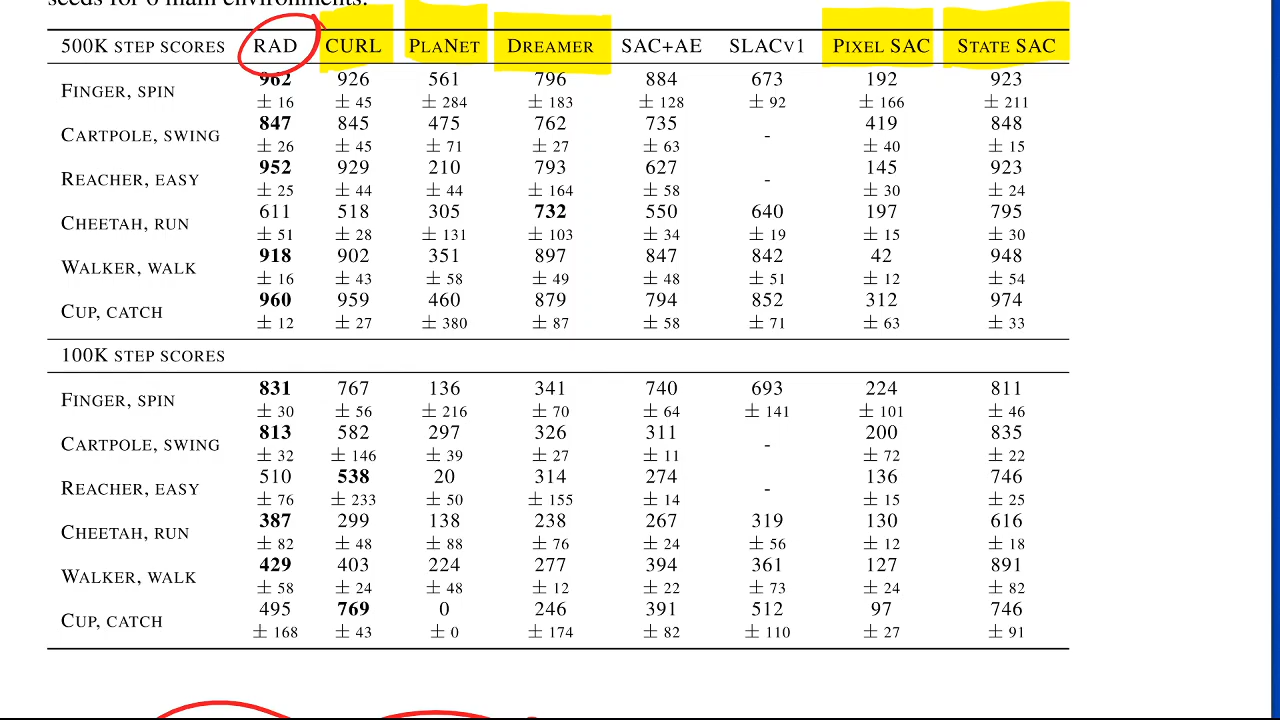 seeds for 6 main environments.
500K STEP SCORES RAD CURL PLANET DREAMER SAC+AE SLACV1 PIXEL SAC STATE SAC
FINGER, SPIN 962 926 561 796 884 673 192 923
± 16 ± 45 ± 284 ± 183 ± 128 ± 92 ± 166 ± 211
CARTPOLE, SWING 847 845 475 762 735 - 419 848
± 26 ± 45 ± 71 ± 27 ± 63 ± 40 ± 15
REACHER, EASY 952 929 210 793 627 - 145 923
± 25 ± 44 ± 44 ± 164 ± 58 ± 30 ± 24
CHEETAH, RUN 611 518 305 732 550 640 197 795
± 51 ± 28 ± 131 ± 103 ± 34 ± 19 ± 15 ± 30
WALKER, WALK 918 902 351 897 847 842 42 948
± 16 ± 43 ± 58 ± 49 ± 48 ± 51 ± 12 ± 54
CUP, CATCH 960 959 460 879 794 852 312 974
± 12 ± 27 ± 380 ± 87 ± 58 ± 71 ± 63 ± 33
100K STEP SCORES
FINGER, SPIN 831 767 136 341 740 693 224 811
± 30 ± 56 ± 216 ± 70 ± 64 ± 141 ± 101 ± 46
CARTPOLE, SWING 813 582 297 326 311 - 200 835
± 32 ± 146 ± 39 ± 27 ± 11 ± 72 ± 22
REACHER, EASY 510 538 20 314 274 - 136 746
± 76 ± 233 ± 50 ± 155 ± 14 ± 15 ± 25
CHEETAH, RUN 387 299 138 238 267 319 130 616
± 82 ± 48 ± 88 ± 76 ± 24 ± 56 ± 12 ± 18
WALKER, WALK 429 403 224 277 394 361 127 891
± 58 ± 24 ± 48 ± 12 ± 22 ± 73 ± 24 ± 82
CUP, CATCH 495 769 0 246 391 512 97 746
± 168 ± 43 ± 0 ± 174 ± 82 ± 110 ± 27 ± 91